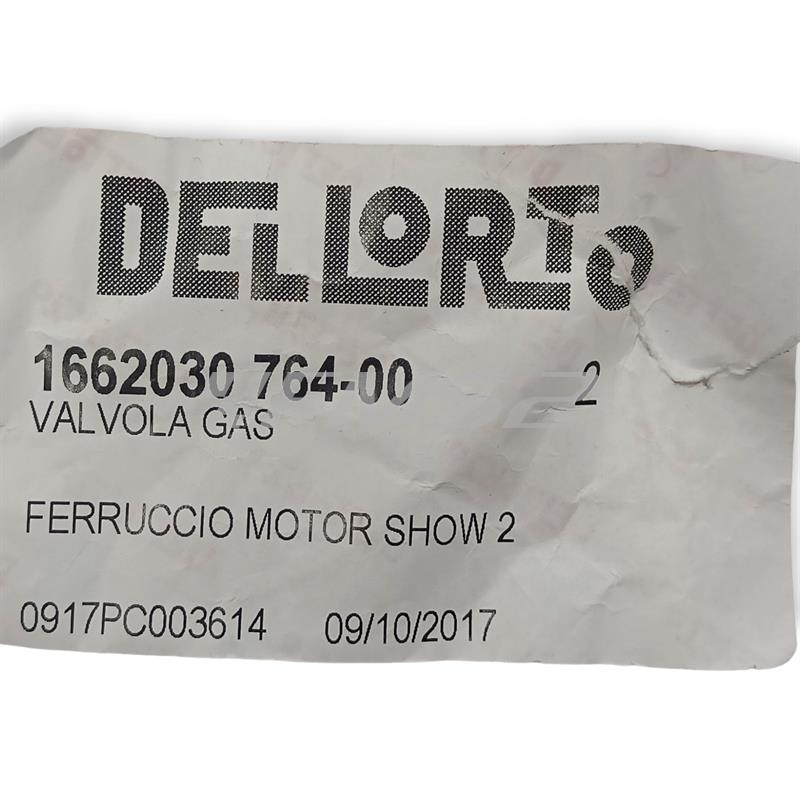 DELLORTO
1662030 764-00 2
VALVOLA GAS
FERRUCCIO MOTOR SHOW 2
0917PC003614 09/10/2017